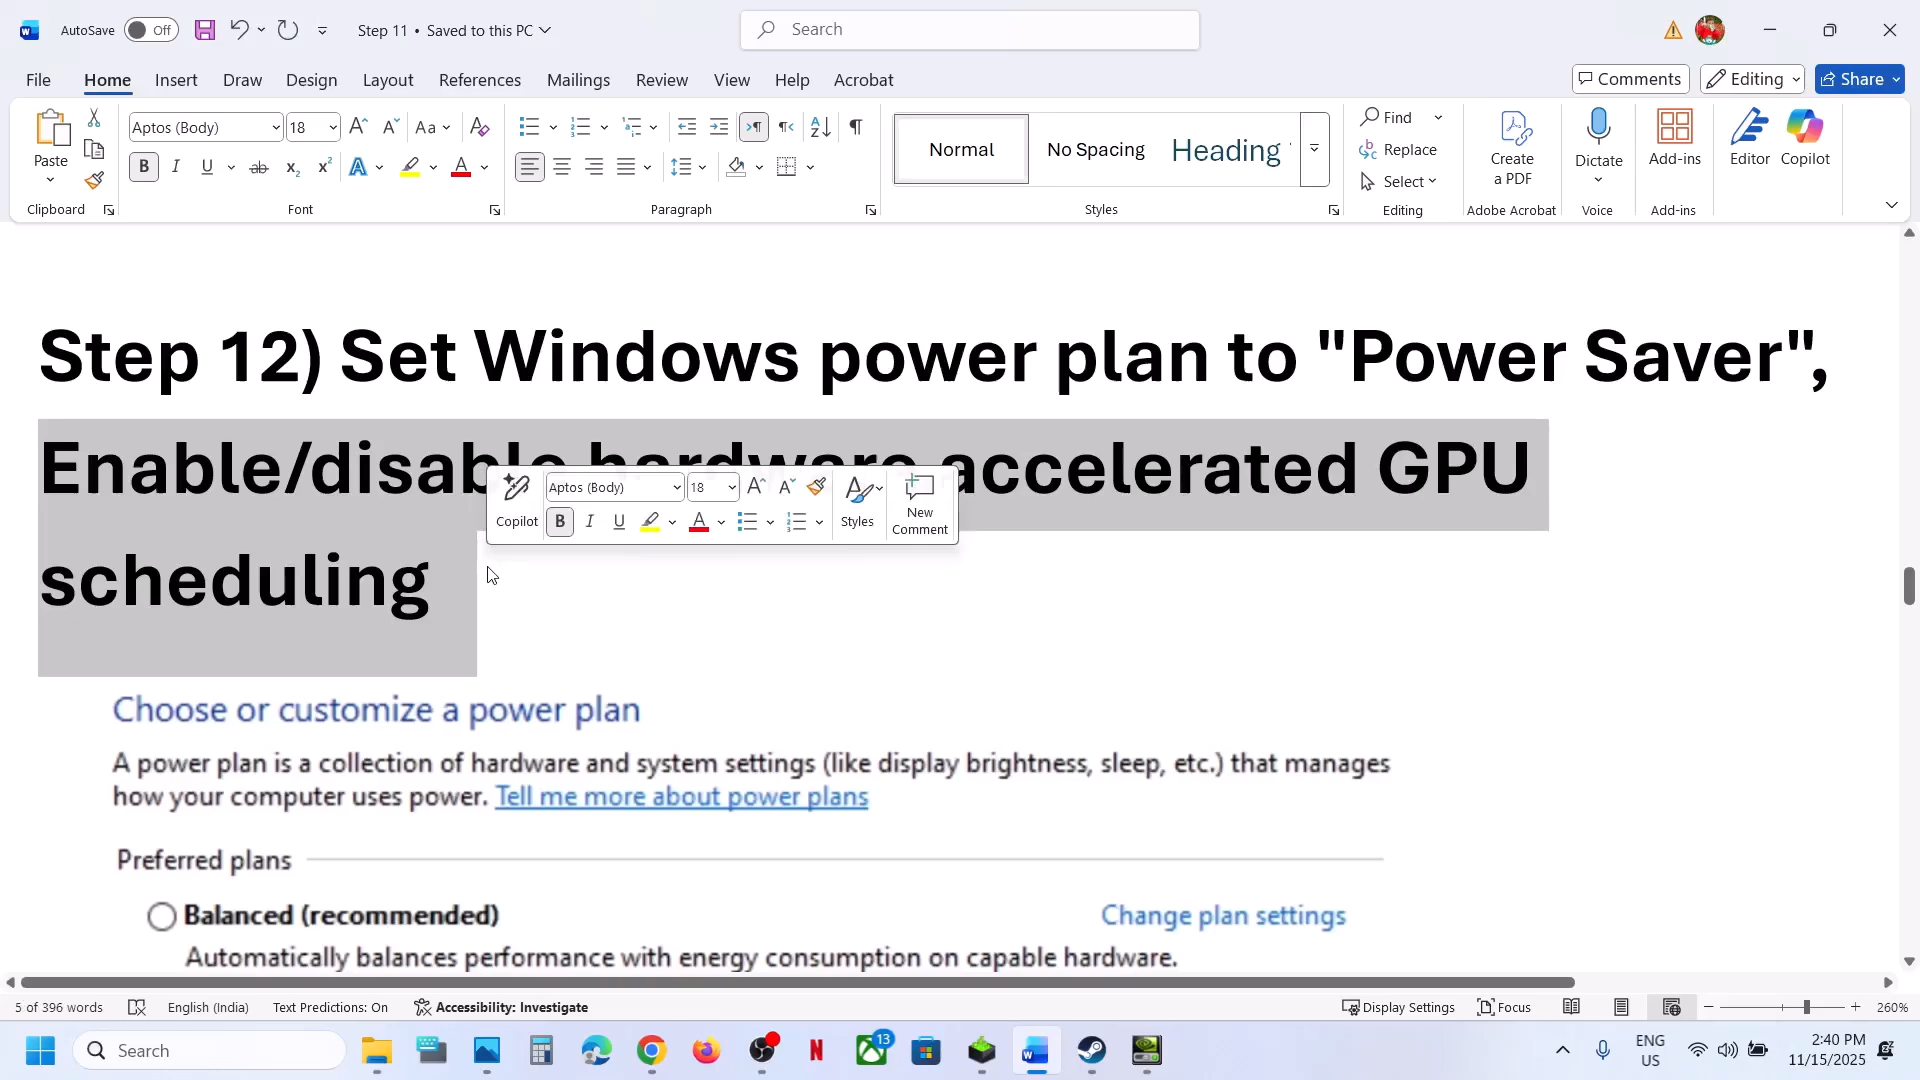 AutoSave Off Step 11 • Saved to this PC Search
File Home Insert Draw Design Layout References Mailings Review View Help Acrobat Comments Editing Share
Paste Aptos (Body) 18 Aa Normal No Spacing Heading Find Replace Select Create a PDF Dictate Add-ins Editor Copilot
Clipboard Font Paragraph Styles Editing Adobe Acrobat Voice Add-ins
Step 12) Set Windows power plan to "Power Saver",
Enable/disable hardware accelerated GPU
scheduling
Aptos (Body) 18
Copilot B I U Styles New Comment
Choose or customize a power plan
A power plan is a collection of hardware and system settings (like display brightness, sleep, etc.) that manages
how your computer uses power. Tell me more about power plans
Preferred plans
Balanced (recommended) Change plan settings
Automatically balances performance with energy consumption on capable hardware.
5 of 396 words English (India) Text Predictions: On Accessibility: Investigate Display Settings Focus 260%
Search 13 ENG US 2:40 PM 11/15/2025